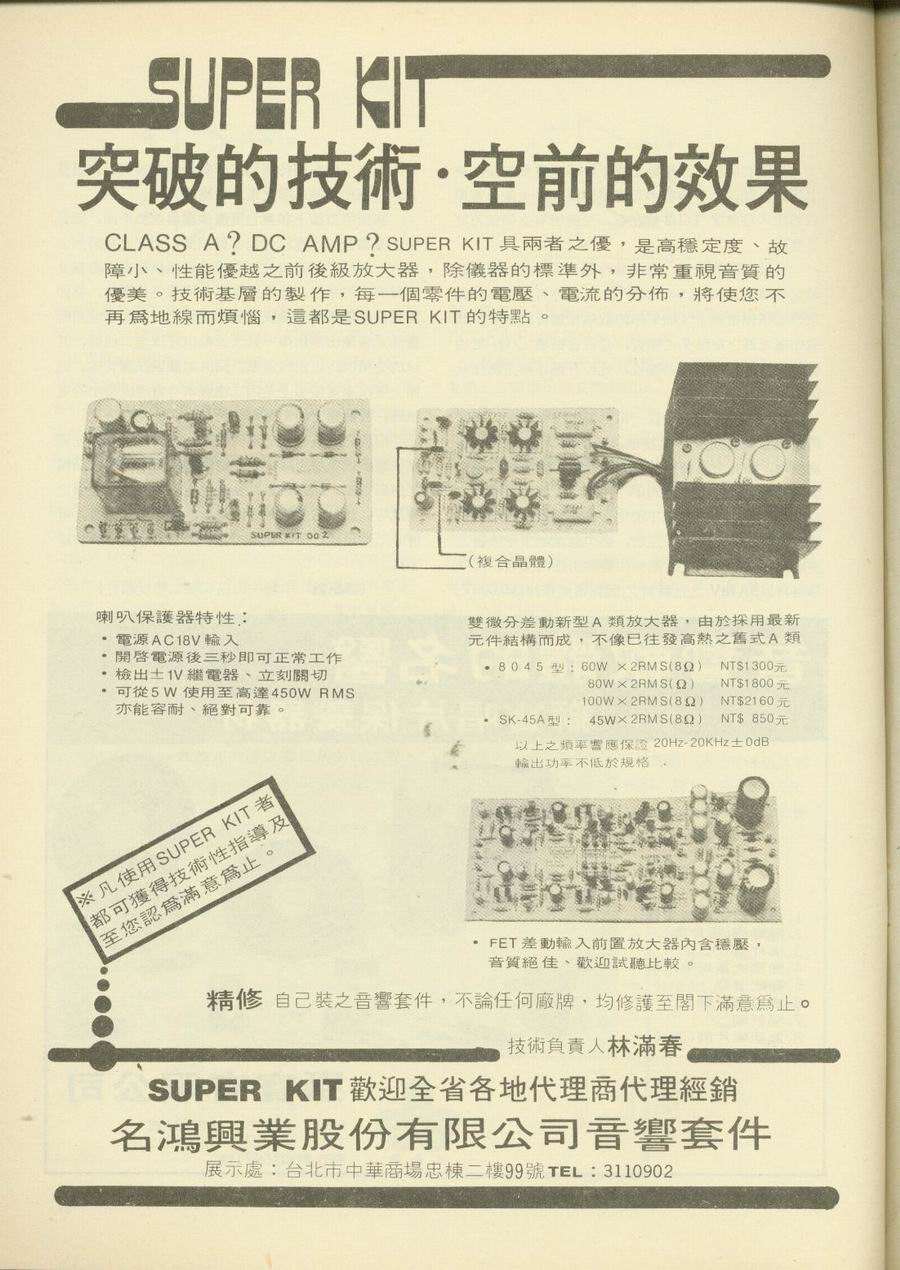 SUPER KIT
突破的技術·空前的效果
CLASS A? DC AMP? SUPER KIT具兩者之優，是高穩定度、故
障小、性能優越之前後級放大器，除儀器的標準外，非常重視音質的
優美。技術基層的製作，每一個零件的電壓、電流的分佈，將使您不
再爲地線而煩惱，這都是SUPER KIT的特點。
SUPER KIT 002
(複合晶體)
喇叭保護器特性：
• 電源AC18V輸入
• 開啓電源後三秒即可正常工作
• 檢出±1V繼電器、立刻關切
• 可從5W使用至高達450W RMS
亦能容耐、絕對可靠。
雙微分差動新型A類放大器，由於採用最新
元件結構而成，不像已往發高熱之舊式A類
• 8045型：60W×2RMS(8Ω) NT$1300元
80W×2RMS(Ω) NT$1800元
100W×2RMS(8Ω) NT$2160元
• SK-45A型： 45W×2RMS(8Ω) NT$ 850元
以上之頻率響應保證20Hz-20KHz±0dB
輸出功率不低於規格．
※凡使用SUPER KIT者
都可獲得技術性指導及
至您認爲滿意爲止。
• FET差動輸入前置放大器內含穩壓，
音質絕佳、歡迎試聽比較。
精修 自己裝之音響套件，不論任何廠牌，均修護至閣下滿意爲止。
技術負責人林滿春
SUPER KIT歡迎全省各地代理商代理經銷
名鴻興業股份有限公司音響套件
展示處：台北市中華商場忠棟二樓99號TEL：3110902